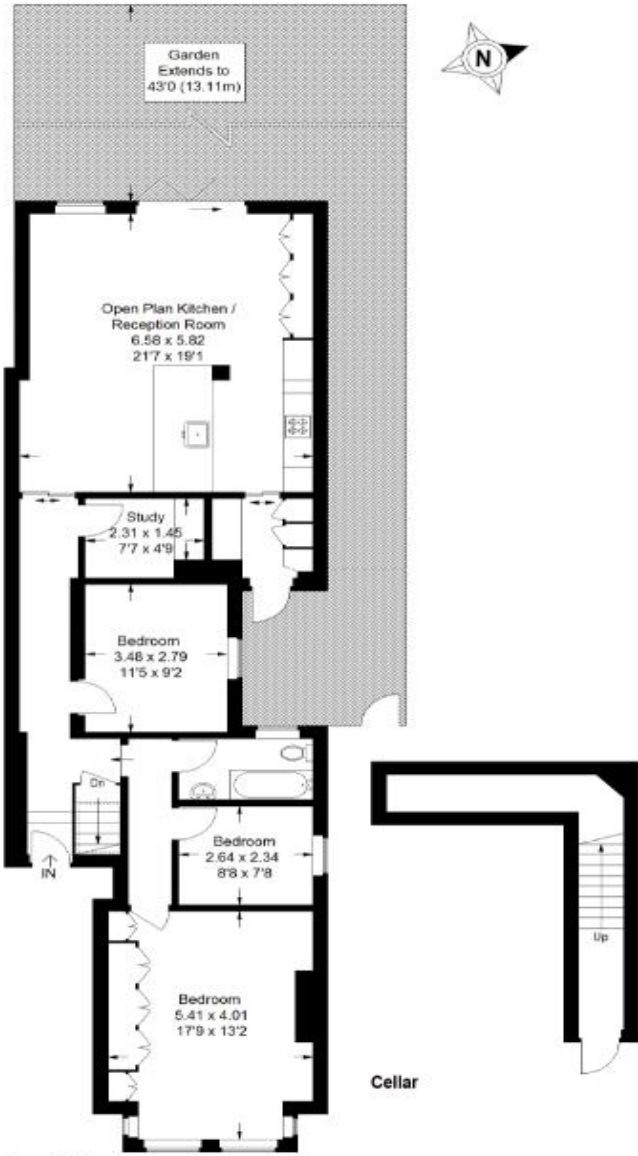 Garden
Extends to
43'0 (13.11m)
N
Open Plan Kitchen /
Reception Room
6.58 x 5.82
21'7 x 19'1
Study
2.31 x 1.45
7'7 x 4'9
Bedroom
3.48 x 2.79
11'5 x 9'2
Dn
IN
Bedroom
2.64 x 2.34
8'8 x 7'8
Up
Bedroom
5.41 x 4.01
17'9 x 13'2
Cellar